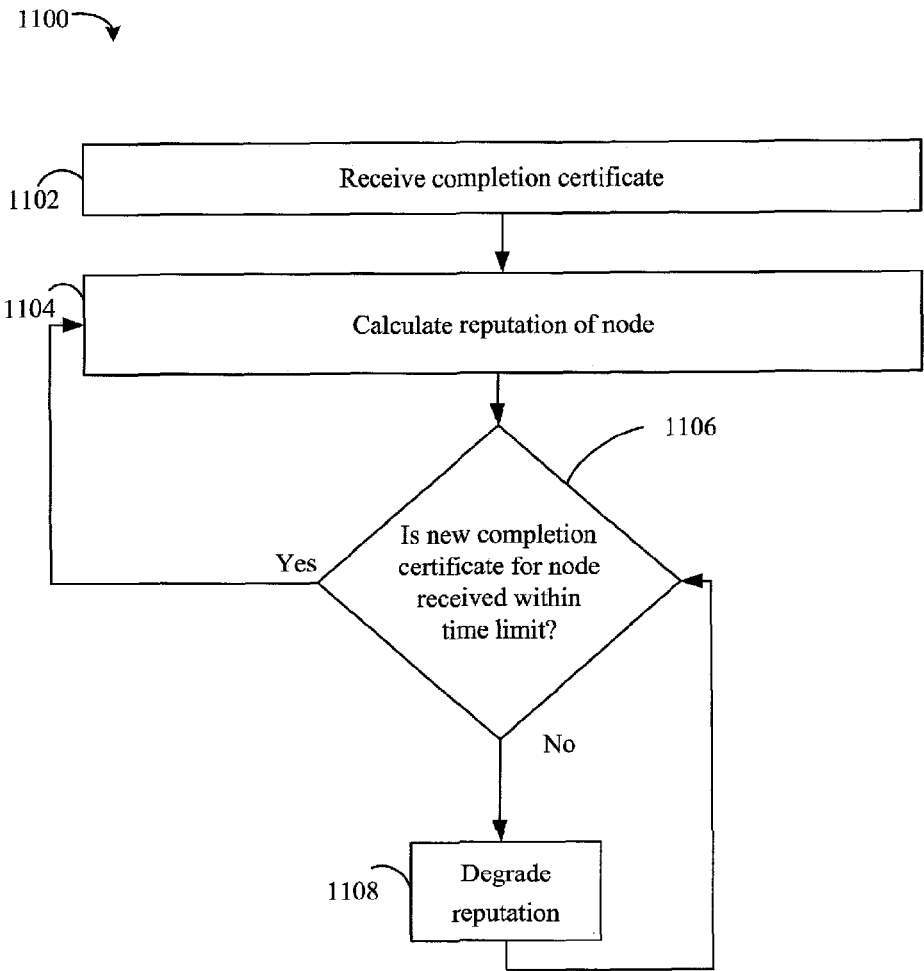 1100
Receive completion certificate
1102
1104
Calculate reputation of node
1106
Is new completion
certificate for node
received within
time limit?
Yes
No
1108
Degrade
reputation